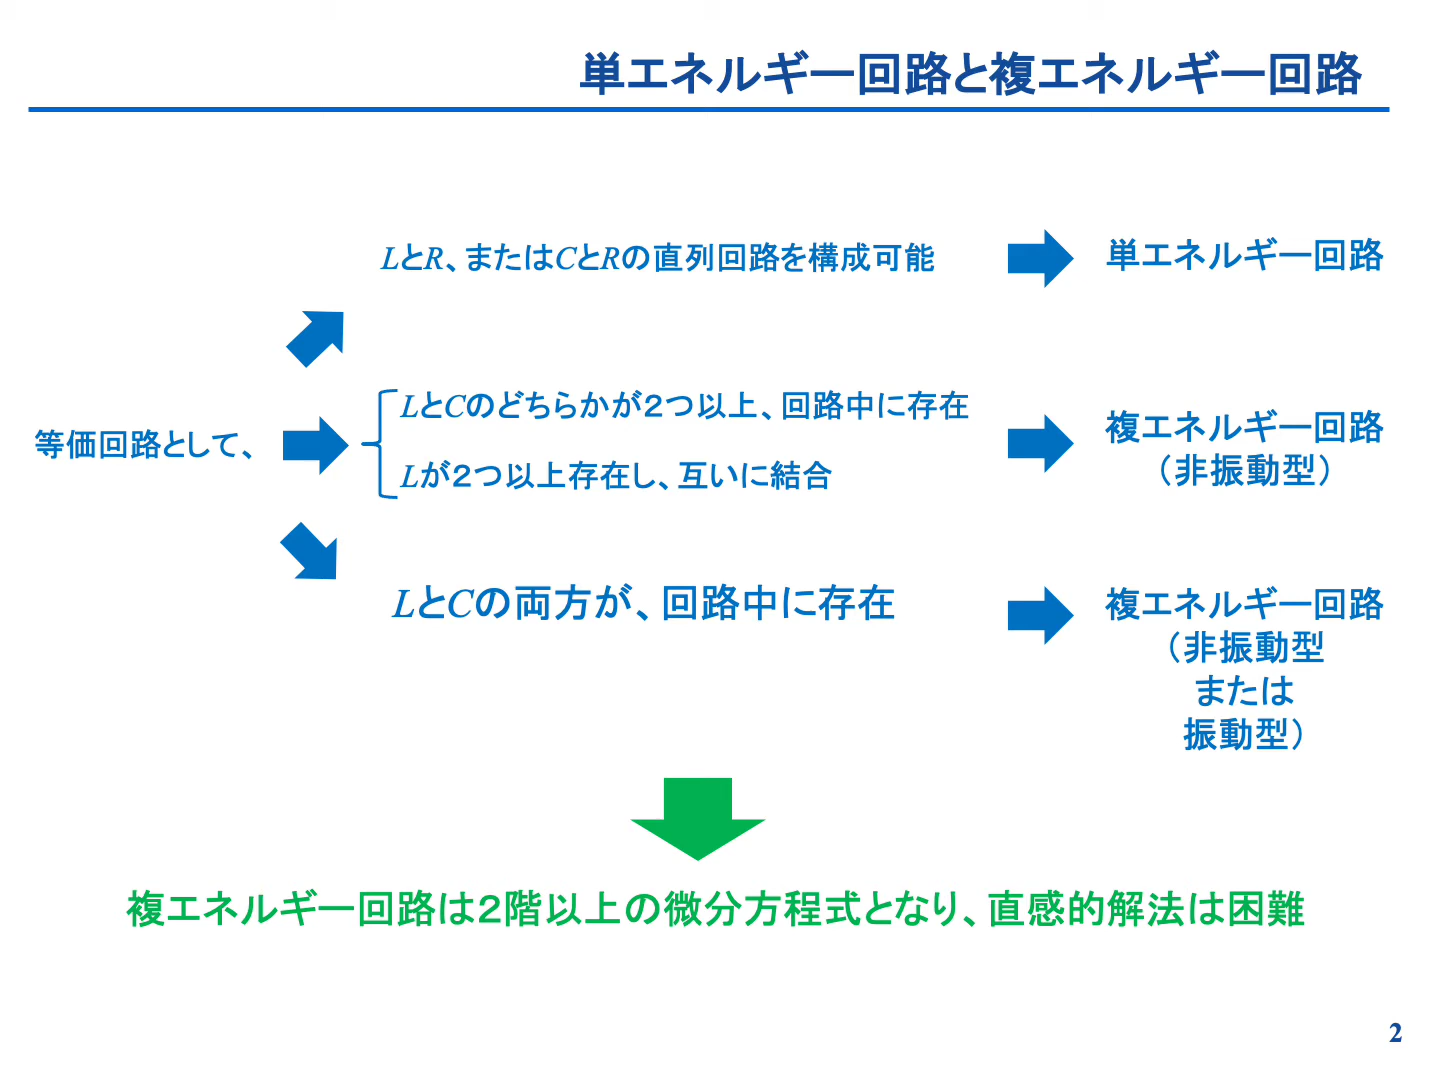 単エネルギー回路と複エネルギー回路
LとR、またはCとRの直列回路を構成可能
単エネルギー回路
等価回路として、
LとCのどちらかが２つ以上、回路中に存在
Lが２つ以上存在し、互いに結合
複エネルギー回路
（非振動型）
LとCの両方が、回路中に存在
複エネルギー回路
（非振動型
または
振動型）
複エネルギー回路は２階以上の微分方程式となり、直感的解法は困難
2